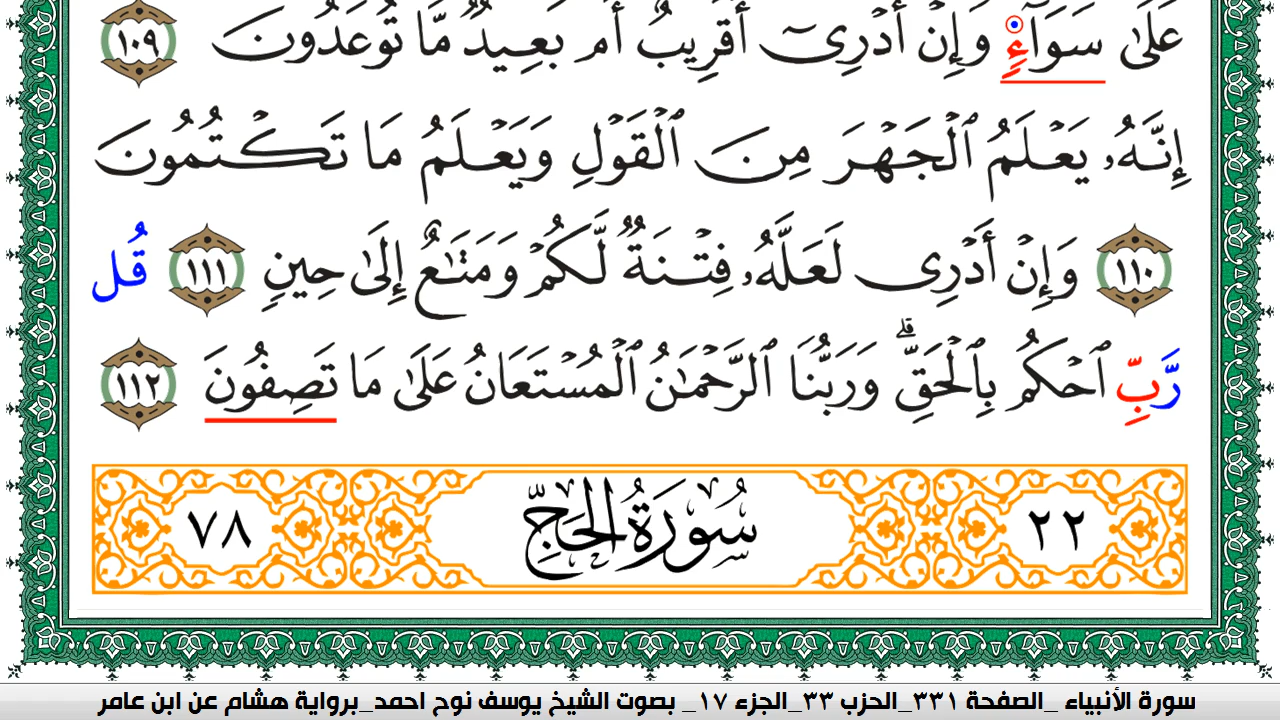 عَلَىٰ سَوَآءٍ وَإِنْ أَدْرِىٓ أَقَرِيبٌ أَم بَعِيدٌ مَّا تُوعَدُونَ ١٠٩
إِنَّهُۥ يَعْلَمُ ٱلْجَهْرَ مِنَ ٱلْقَوْلِ وَيَعْلَمُ مَا تَكْتُمُونَ
١١٠ وَإِنْ أَدْرِى لَعَلَّهُۥ فِتْنَةٌ لَّكُمْ وَمَتَٰعٌ إِلَىٰ حِينٍ ١١١ قُل
رَّبِّ ٱحْكُم بِٱلْحَقِّ ۗ وَرَبُّنَا ٱلرَّحْمَٰنُ ٱلْمُسْتَعَانُ عَلَىٰ مَا تَصِفُونَ ١١٢
٢٢ سُورَةُ الحَجِّ ٧٨
سورة الأنبياء _الصفحة ٣٣١_الحزب ٣٣_الجزء ١٧_ بصوت الشيخ يوسف نوح احمد_برواية هشام عن ابن عامر